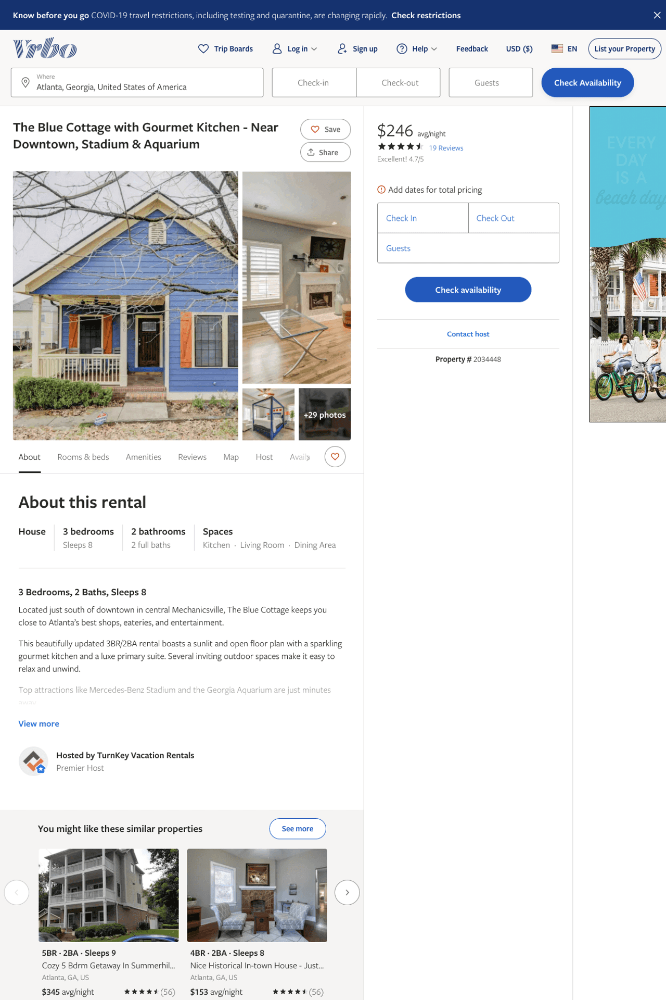 Know before you go COVID-19 travel restrictions, including testing and quarantine, are changing rapidly. Check restrictions
Vrbo
Trip Boards
Log in
Sign up
Help
Feedback
USD ($)
EN
List your Property
Where
Atlanta, Georgia, United States of America
Check-in
Check-out
Guests
Check Availability
The Blue Cottage with Gourmet Kitchen - Near
Downtown, Stadium & Aquarium
Save
Share
+29 photos
$246 avg/night
19 Reviews
Excellent! 4.7/5
Add dates for total pricing
Check In
Check Out
Guests
Check availability
Contact host
Property # 2034448
EVERY
DAY
IS A
beach day
About
Rooms & beds
Amenities
Reviews
Map
Host
About this rental
House
3 bedrooms
Sleeps 8
2 bathrooms
2 full baths
Spaces
Kitchen · Living Room · Dining Area
3 Bedrooms, 2 Baths, Sleeps 8
Located just south of downtown in central Mechanicsville, The Blue Cottage keeps you
close to Atlanta’s best shops, eateries, and entertainment.
This beautifully updated 3BR/2BA rental boasts a sunlit and open floor plan with a sparkling
gourmet kitchen and a luxe primary suite. Several inviting outdoor spaces make it easy to
relax and unwind.
Top attractions like Mercedes-Benz Stadium and the Georgia Aquarium are just minutes
away.
View more
Hosted by TurnKey Vacation Rentals
Premier Host
You might like these similar properties
See more
5BR · 2BA · Sleeps 9
Cozy 5 Bdrm Getaway In Summerhil...
Atlanta, GA, US
$345 avg/night
(56)
4BR · 2BA · Sleeps 8
Nice Historical In-town House - Just...
Atlanta, GA, US
$153 avg/night
(56)